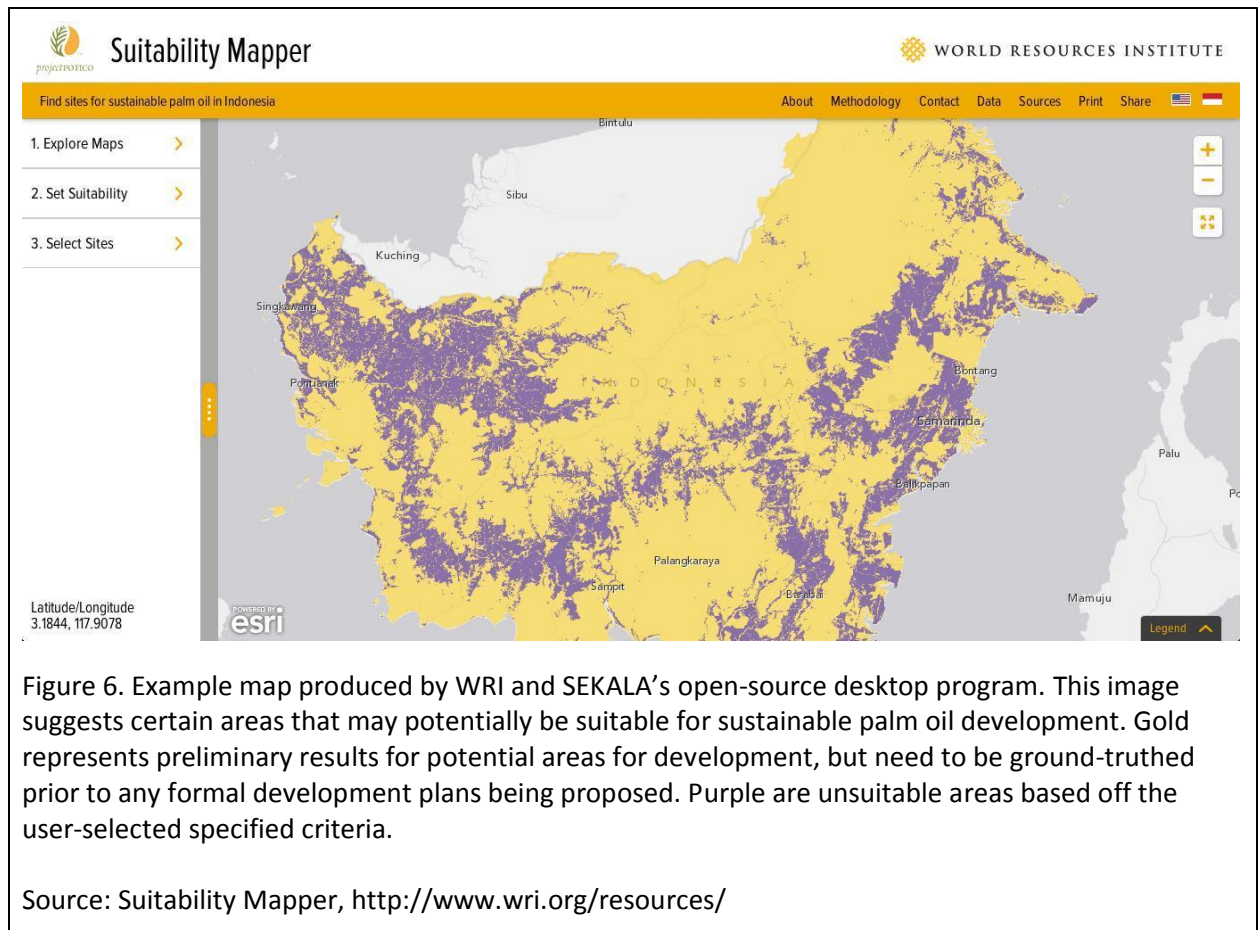 projectPOTICO
Suitability Mapper
WORLD RESOURCES INSTITUTE
Find sites for sustainable palm oil in Indonesia
About Methodology Contact Data Sources Print Share
1. Explore Maps
2. Set Suitability
3. Select Sites
Bintulu
Sibu
Kuching
Singkawang
Pontianak
INDONESIA
Bontang
Samarinda
Balikpapan
Palu
Palangkaraya
Sampit
Barabai
Mamuju
Latitude/Longitude
3.1844, 117.9078
POWERED BY
esri
Legend
Figure 6. Example map produced by WRI and SEKALA’s open-source desktop program. This image
suggests certain areas that may potentially be suitable for sustainable palm oil development. Gold
represents preliminary results for potential areas for development, but need to be ground-truthed
prior to any formal development plans being proposed. Purple are unsuitable areas based off the
user-selected specified criteria.
Source: Suitability Mapper, http://www.wri.org/resources/